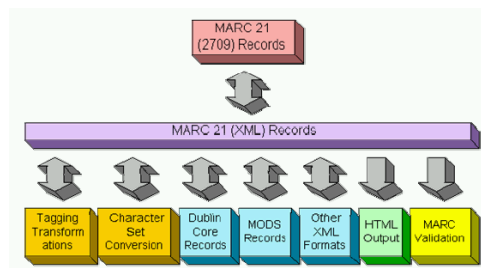 MARC 21
(2709) Records
MARC 21 (XML) Records
Tagging
Transform
ations
Character
Set
Conversion
Dublin
Core
Records
MODS
Records
Other
XML
Formats
HTML
Output
MARC
Validation